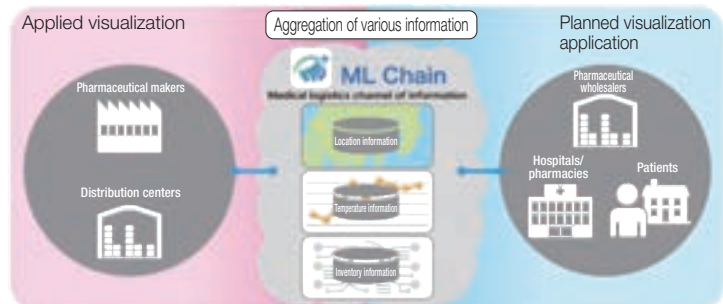 Applied visualization
Aggregation of various information
Planned visualization
application
ML Chain
Medical logistics channel of information
Pharmaceutical makers
Distribution centers
Location information
Temperature information
Inventory information
Pharmaceutical
wholesalers
Hospitals/
pharmacies
Patients